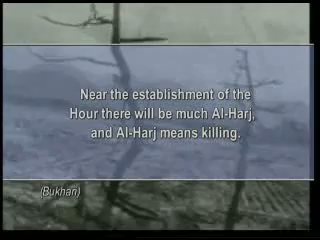 Near the establishment of the
Hour there will be much Al-Harj,
and Al-Harj means killing.
(Bukhari)